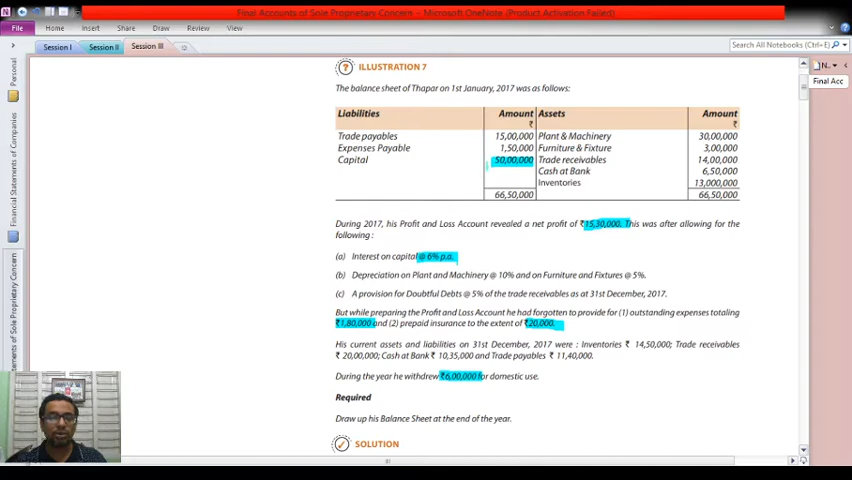 Final Accounts of Sole Proprietary Concern - Microsoft OneNote (Product Activation Failed)
File Home Insert Share Draw Review View
Session I Session II Session III
Search All Notebooks (Ctrl+E)
Personal
Financial Statements of Companies
Final Accounts of Sole Proprietary Concern
N..
Final Acc
ILLUSTRATION 7
The balance sheet of Thapar on 1st January, 2017 was as follows:
Liabilities Amount Assets Amount
₹ ₹
Trade payables 15,00,000 Plant & Machinery 30,00,000
Expenses Payable 1,50,000 Furniture & Fixture 3,00,000
Capital 50,00,000 Trade receivables 14,00,000
Cash at Bank 6,50,000
Inventories 13,000,000
66,50,000 66,50,000
During 2017, his Profit and Loss Account revealed a net profit of ₹15,30,000. This was after allowing for the
following :
(a) Interest on capital @ 6% p.a.
(b) Depreciation on Plant and Machinery @ 10% and on Furniture and Fixtures @ 5%.
(c) A provision for Doubtful Debts @ 5% of the trade receivables as at 31st December, 2017.
But while preparing the Profit and Loss Account he had forgotten to provide for (1) outstanding expenses totaling
₹1,80,000 and (2) prepaid insurance to the extent of ₹20,000.
His current assets and liabilities on 31st December, 2017 were : Inventories ₹ 14,50,000; Trade receivables
₹ 20,00,000; Cash at Bank ₹ 10,35,000 and Trade payables ₹ 11,40,000.
During the year he withdrew ₹6,00,000 for domestic use.
Required
Draw up his Balance Sheet at the end of the year.
SOLUTION